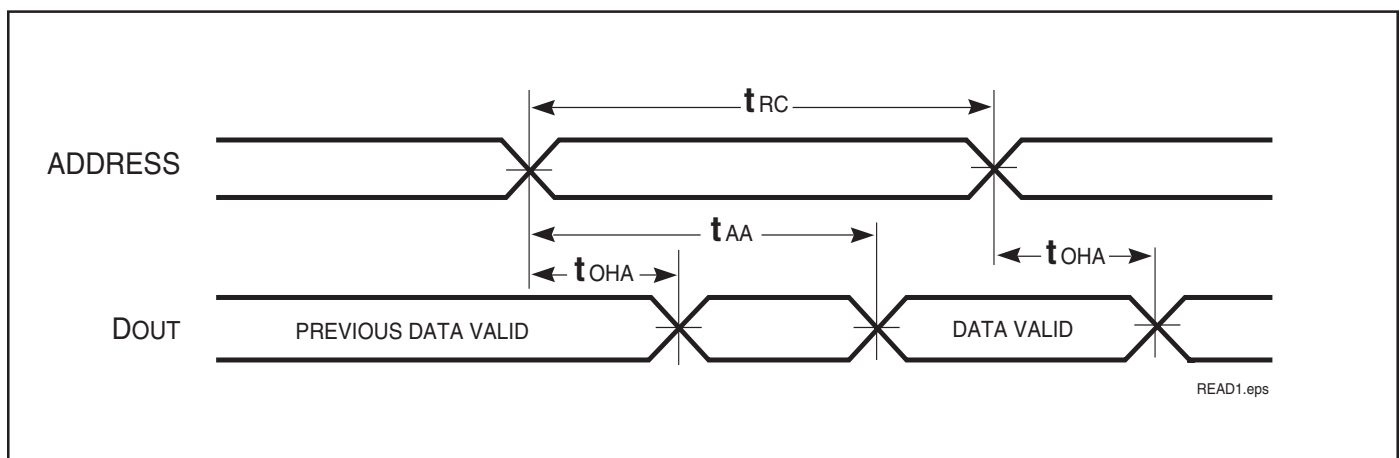 tRC
ADDRESS
tAA
tOHA
tOHA
DOUT
PREVIOUS DATA VALID
DATA VALID
READ1.eps